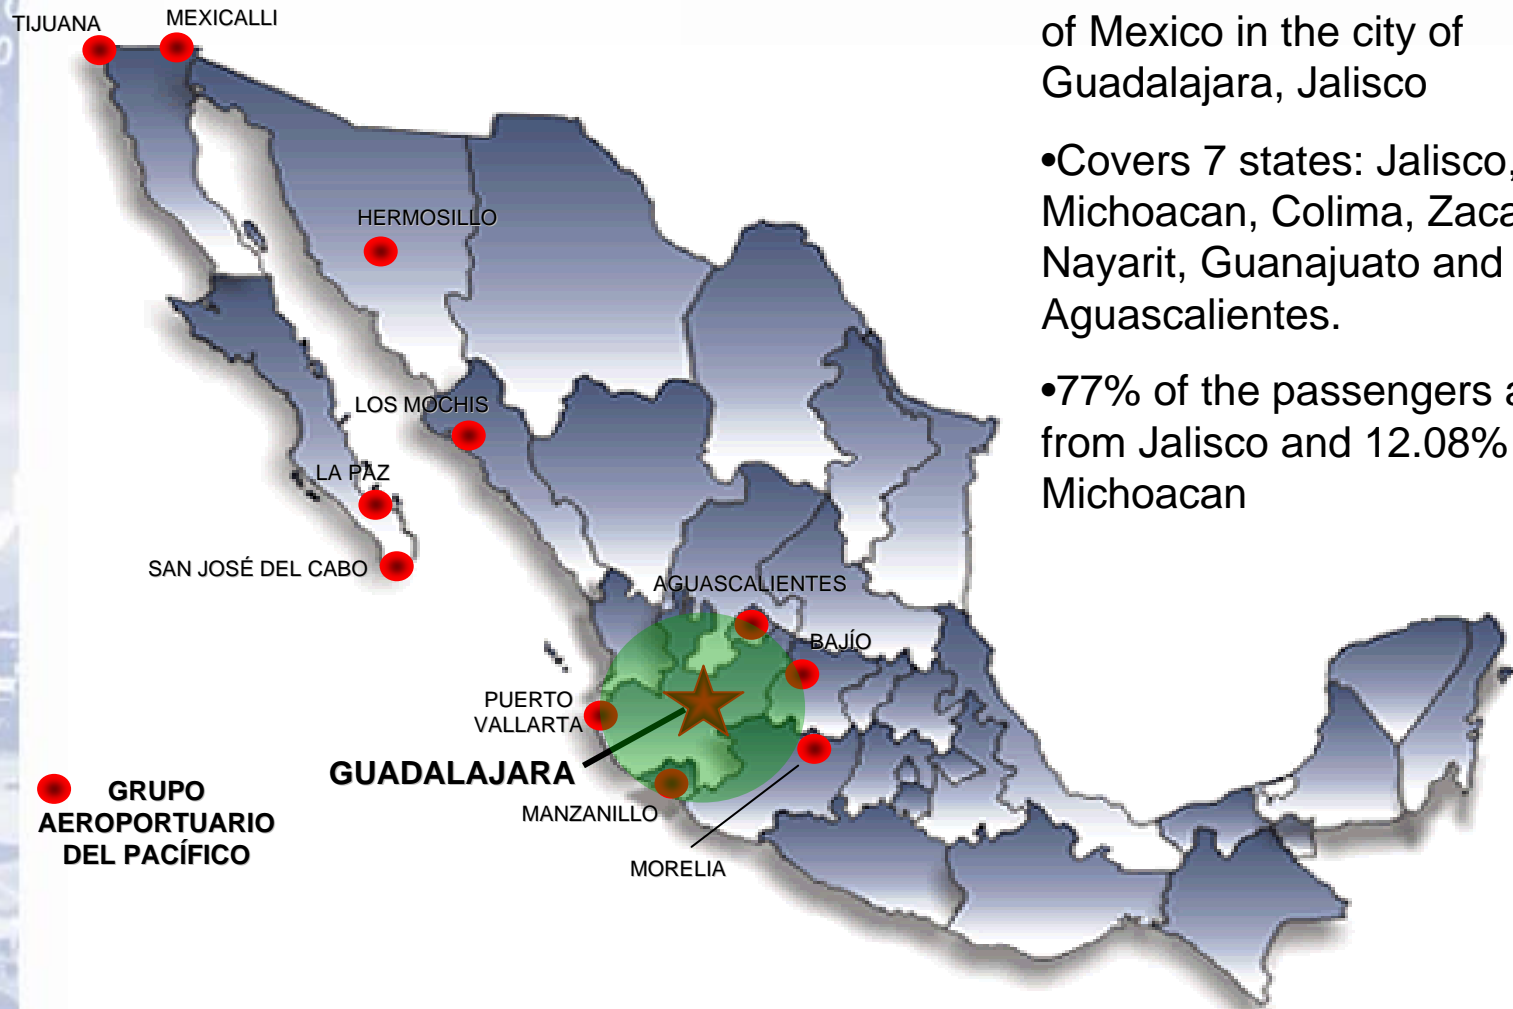 TIJUANA
MEXICALLI
of Mexico in the city of
Guadalajara, Jalisco
•Covers 7 states: Jalisco,
Michoacan, Colima,
Nayarit, Guanajuato and
Aguascalientes.
•77% of the passengers
from Jalisco and 12.08%
Michoacan
HERMOSILLO
LOS MOCHIS
LA PAZ
SAN JOSÉ DEL CABO
AGUASCALIENTES
BAJÍO
PUERTO
VALLARTA
GUADALAJARA
MANZANILLO
MORELIA
GRUPO
AEROPORTUARIO
DEL PACÍFICO